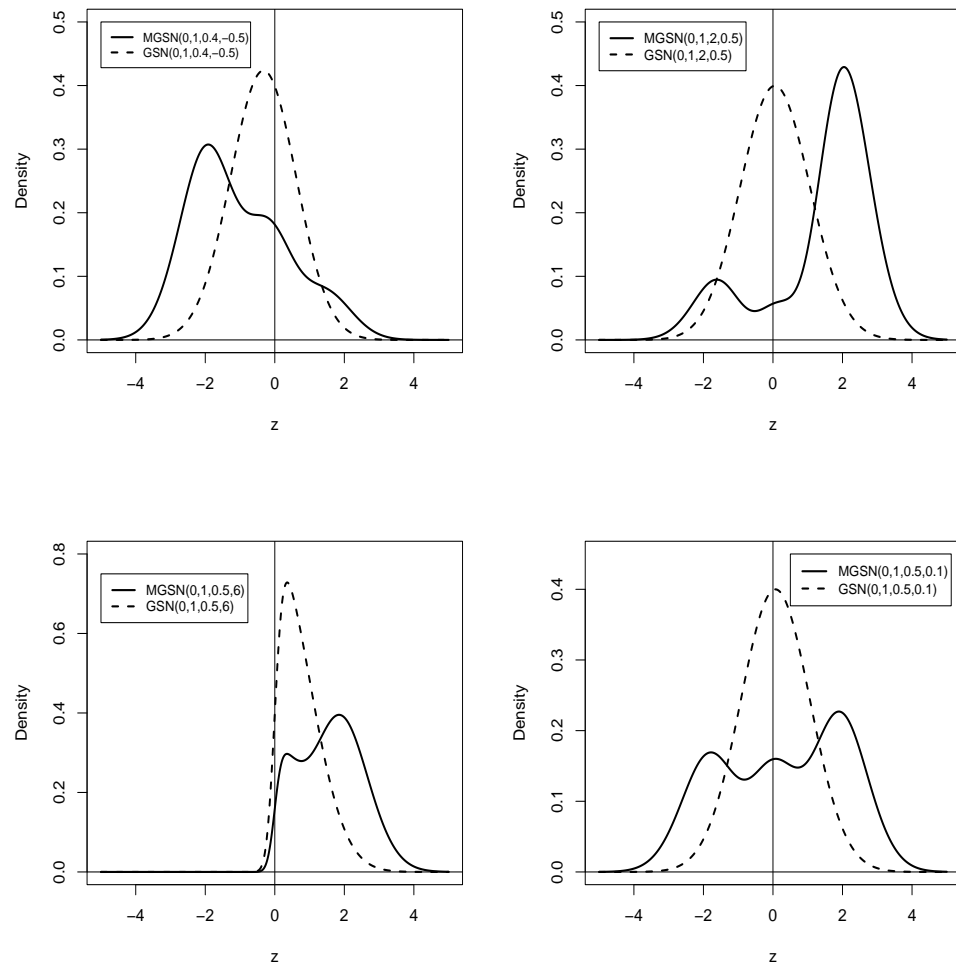 MGSN(0,1,0.4,−0.5)
GSN(0,1,0.4,−0.5)
Density
0.0 0.1 0.2 0.3 0.4 0.5
−4 −2 0 2 4
z
MGSN(0,1,2,0.5)
GSN(0,1,2,0.5)
Density
0.0 0.1 0.2 0.3 0.4 0.5
−4 −2 0 2 4
z
MGSN(0,1,0.5,6)
GSN(0,1,0.5,6)
Density
0.0 0.2 0.4 0.6 0.8
−4 −2 0 2 4
z
MGSN(0,1,0.5,0.1)
GSN(0,1,0.5,0.1)
Density
0.0 0.1 0.2 0.3 0.4
−4 −2 0 2 4
z